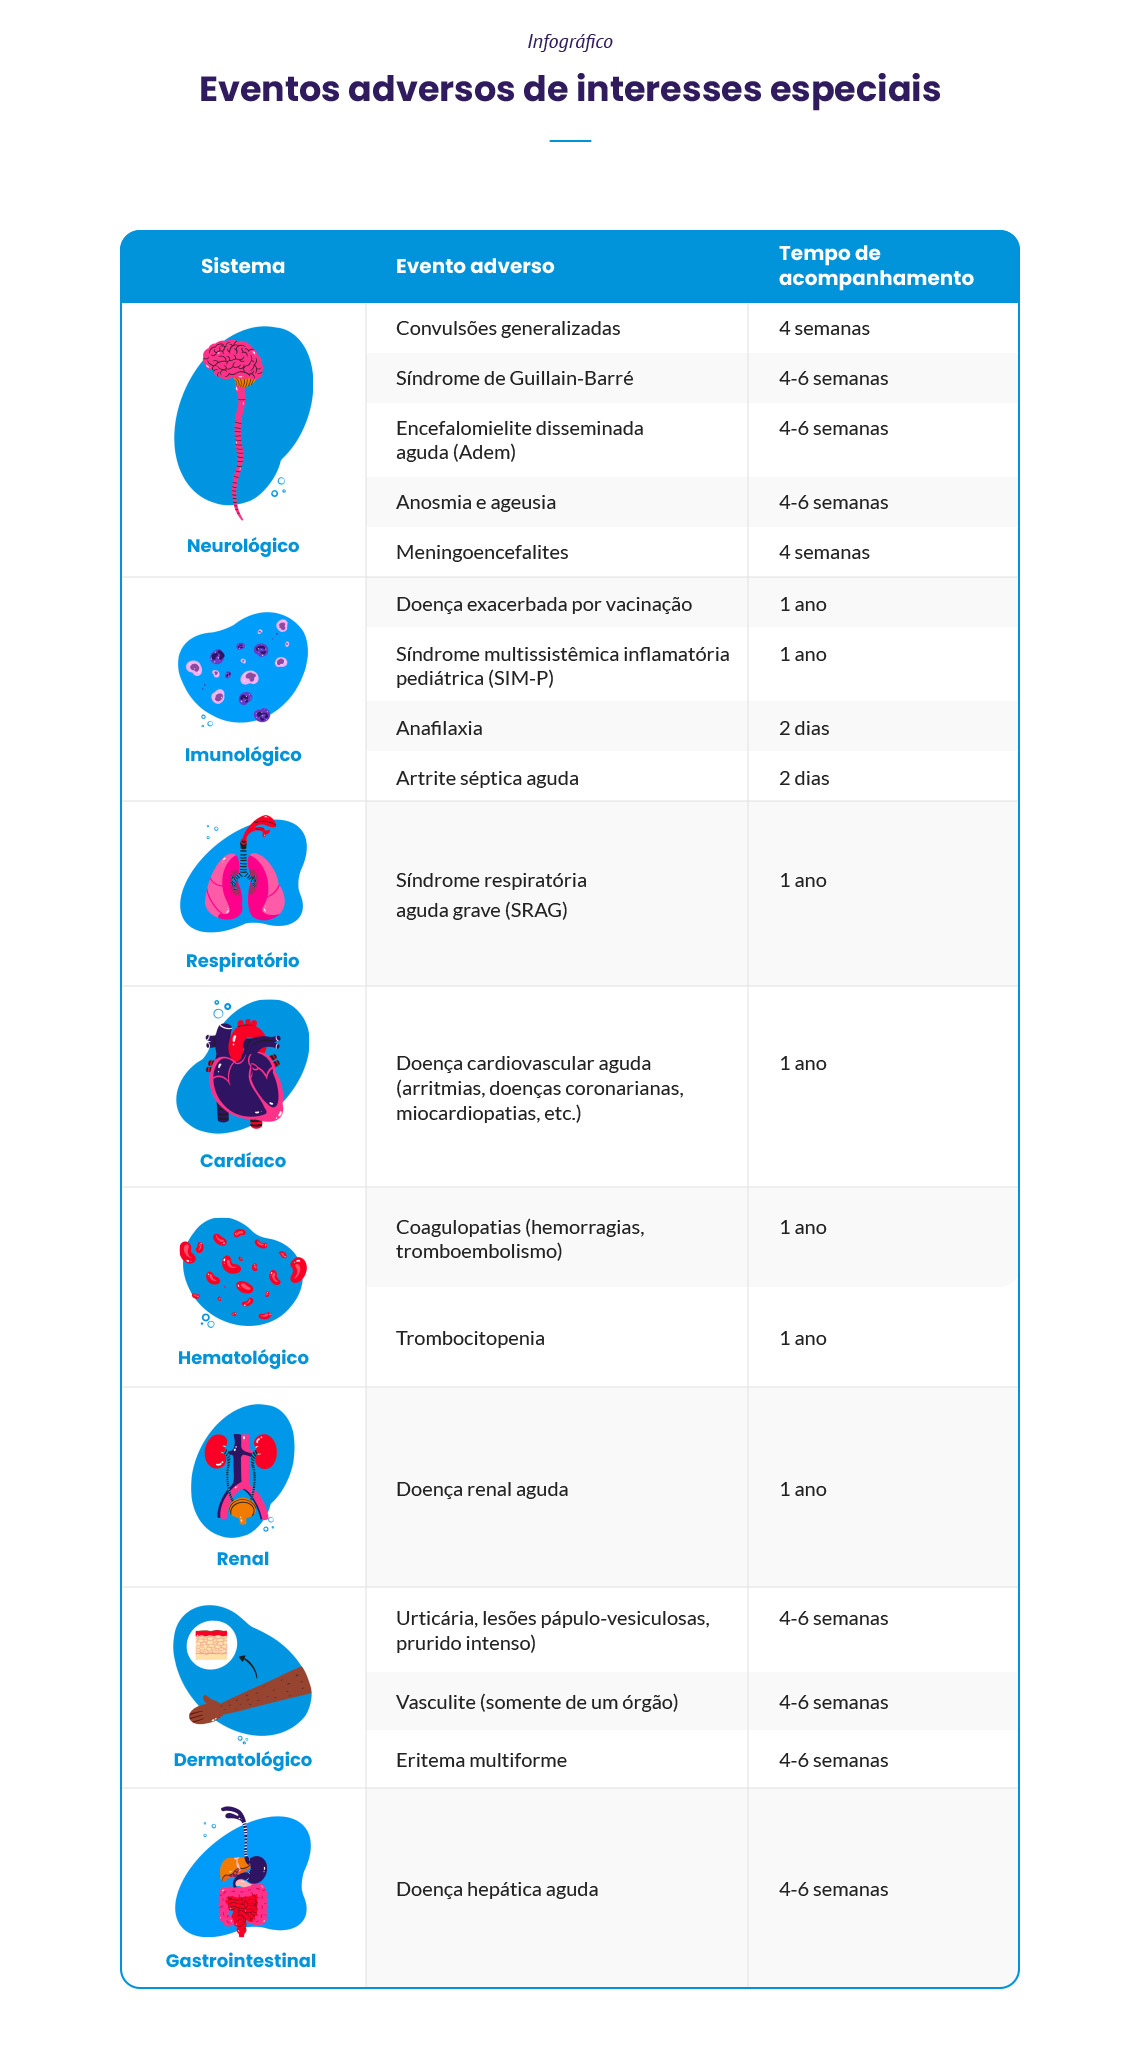 Infográfico
Eventos adversos de interesses especiais
Sistema
Evento adverso
Tempo de
acompanhamento
Neurológico
Convulsões generalizadas
4 semanas
Síndrome de Guillain-Barré
4-6 semanas
Encefalomielite disseminada
aguda (Adem)
4-6 semanas
Anosmia e ageusia
4-6 semanas
Meningoencefalites
4 semanas
Imunológico
Doença exacerbada por vacinação
1 ano
Síndrome multissistêmica inflamatória
pediátrica (SIM-P)
1 ano
Anafilaxia
2 dias
Artrite séptica aguda
2 dias
Respiratório
Síndrome respiratória
aguda grave (SRAG)
1 ano
Cardíaco
Doença cardiovascular aguda
(arritmias, doenças coronarianas,
miocardiopatias, etc.)
1 ano
Hematológico
Coagulopatias (hemorragias,
tromboembolismo)
1 ano
Trombocitopenia
1 ano
Renal
Doença renal aguda
1 ano
Dermatológico
Urticária, lesões pápulo-vesiculosas,
prurido intenso)
4-6 semanas
Vasculite (somente de um órgão)
4-6 semanas
Eritema multiforme
4-6 semanas
Gastrointestinal
Doença hepática aguda
4-6 semanas